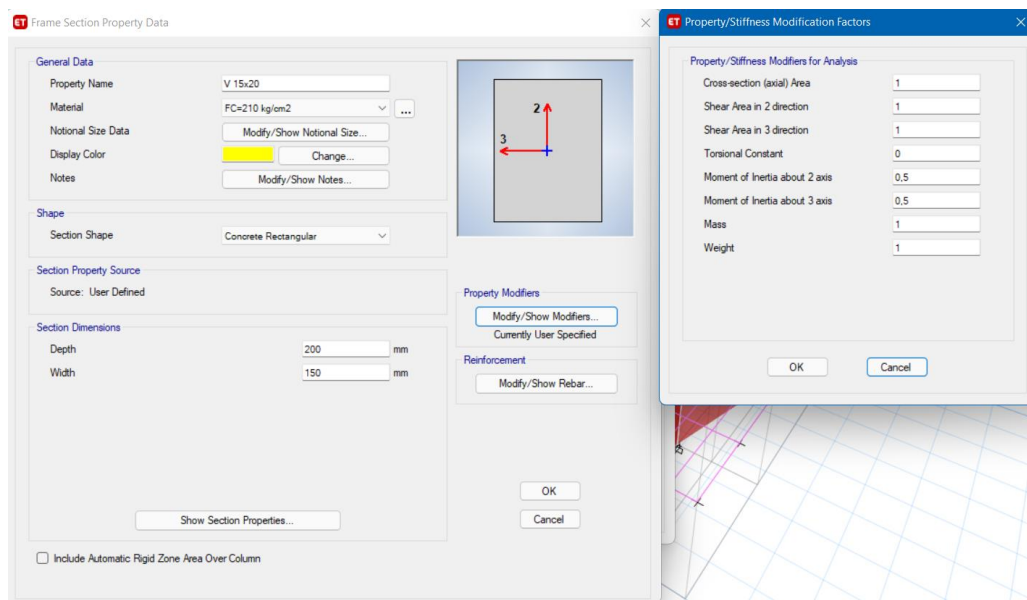 ET Frame Section Property Data
General Data
Property Name V 15x20
Material FC=210 kg/cm2 ...
Notional Size Data Modify/Show Notional Size...
Display Color Change...
Notes Modify/Show Notes...
2
3
Shape
Section Shape Concrete Rectangular
Section Property Source
Source: User Defined
Section Dimensions
Depth 200 mm
Width 150 mm
Property Modifiers
Modify/Show Modifiers...
Currently User Specified
Reinforcement
Modify/Show Rebar...
OK
Show Section Properties...
Cancel
Include Automatic Rigid Zone Area Over Column
ET Property/Stiffness Modification Factors
Property/Stiffness Modifiers for Analysis
Cross-section (axial) Area 1
Shear Area in 2 direction 1
Shear Area in 3 direction 1
Torsional Constant 0
Moment of Inertia about 2 axis 0,5
Moment of Inertia about 3 axis 0,5
Mass 1
Weight 1
OK Cancel